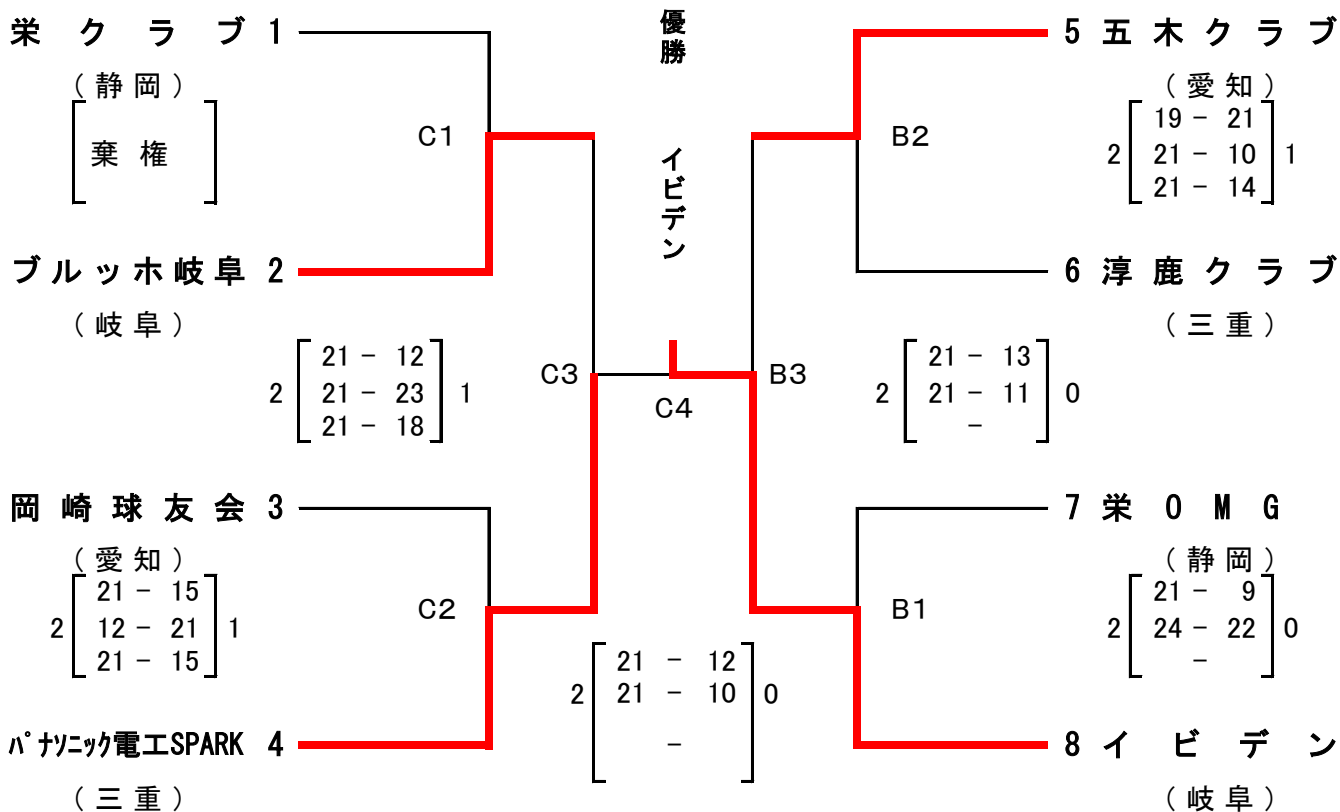 優勝 イビデン
栄クラブ 1
(静岡)
棄権
C1
ブルッホ岐阜 2
(岐阜)
2 21 - 12 1
21 - 23
21 - 18
C3
岡崎球友会 3
(愛知)
2 21 - 15 1
12 - 21
21 - 15
C2
パナソニック電工SPARK 4
(三重)
C4
2 21 - 12 0
21 - 10
-
5 五木クラブ
(愛知)
2 19 - 21 1
21 - 10
21 - 14
B2
6 淳鹿クラブ
(三重)
2 21 - 13 0
21 - 11
-
B3
7 栄OMG
(静岡)
2 21 - 9 0
24 - 22
-
B1
8 イビデン
(岐阜)